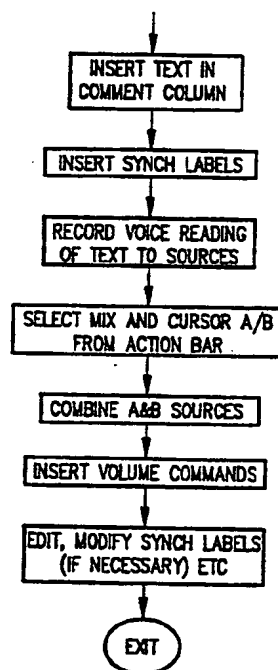 INSERT TEXT IN
COMMENT COLUMN
INSERT SYNCH LABELS
RECORD VOICE READING
OF TEXT TO SOURCES
SELECT MIX AND CURSOR A/B
FROM ACTION BAR
COMBINE A&B SOURCES
INSERT VOLUME COMMANDS
EDIT, MODIFY SYNCH LABELS
(IF NECESSARY) ETC
EXIT